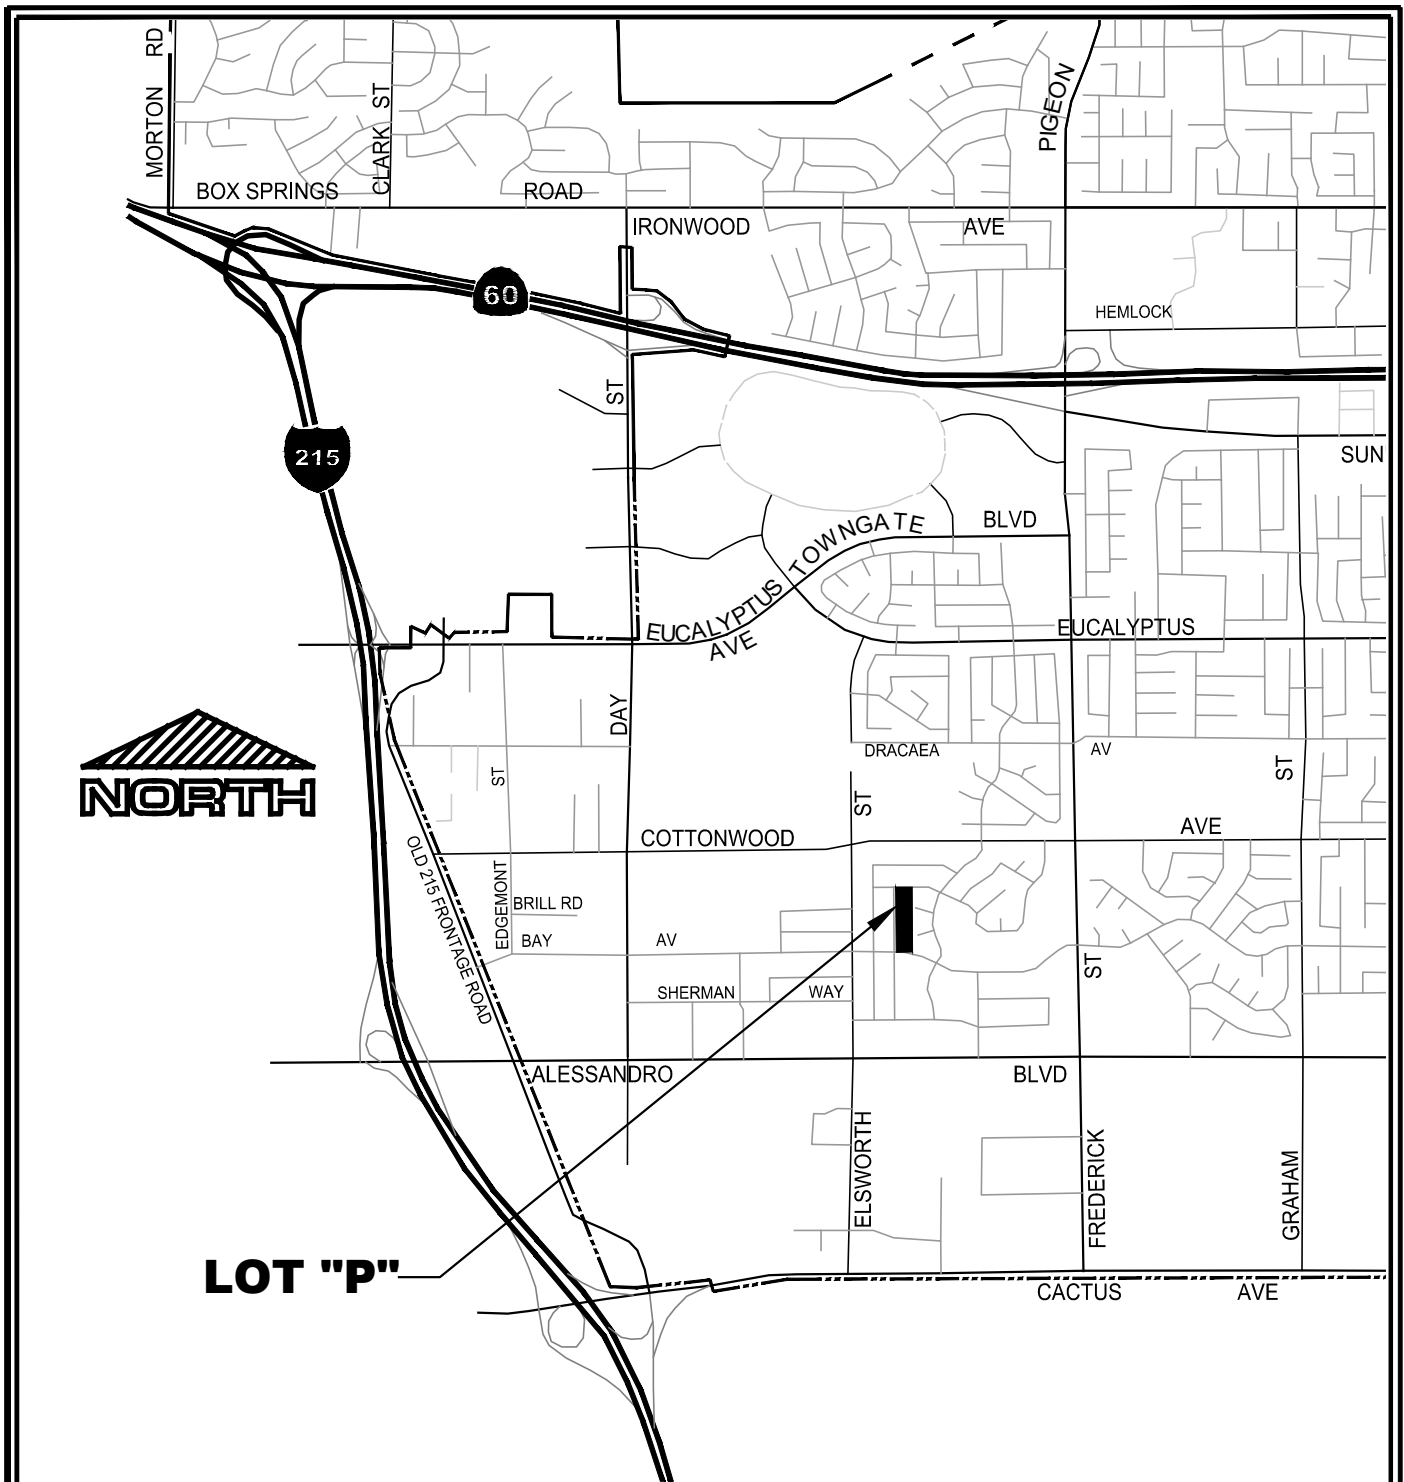 MORTON RD
CLARK ST
PIGEON
BOX SPRINGS ROAD
IRONWOOD AVE
60
HEMLOCK
ST
215
SUN
TOWNGATE BLVD
EUCALYPTUS AVE
EUCALYPTUS
DAY
NORTH
DRACAEA AV
ST
ST
ST
COTTONWOOD AVE
OLD 215 FRONTAGE ROAD
EDGEMONT
BRILL RD
BAY AV
ST
SHERMAN WAY
ALESSANDRO BLVD
ELSWORTH
FREDERICK
GRAHAM
LOT "P"
CACTUS AVE